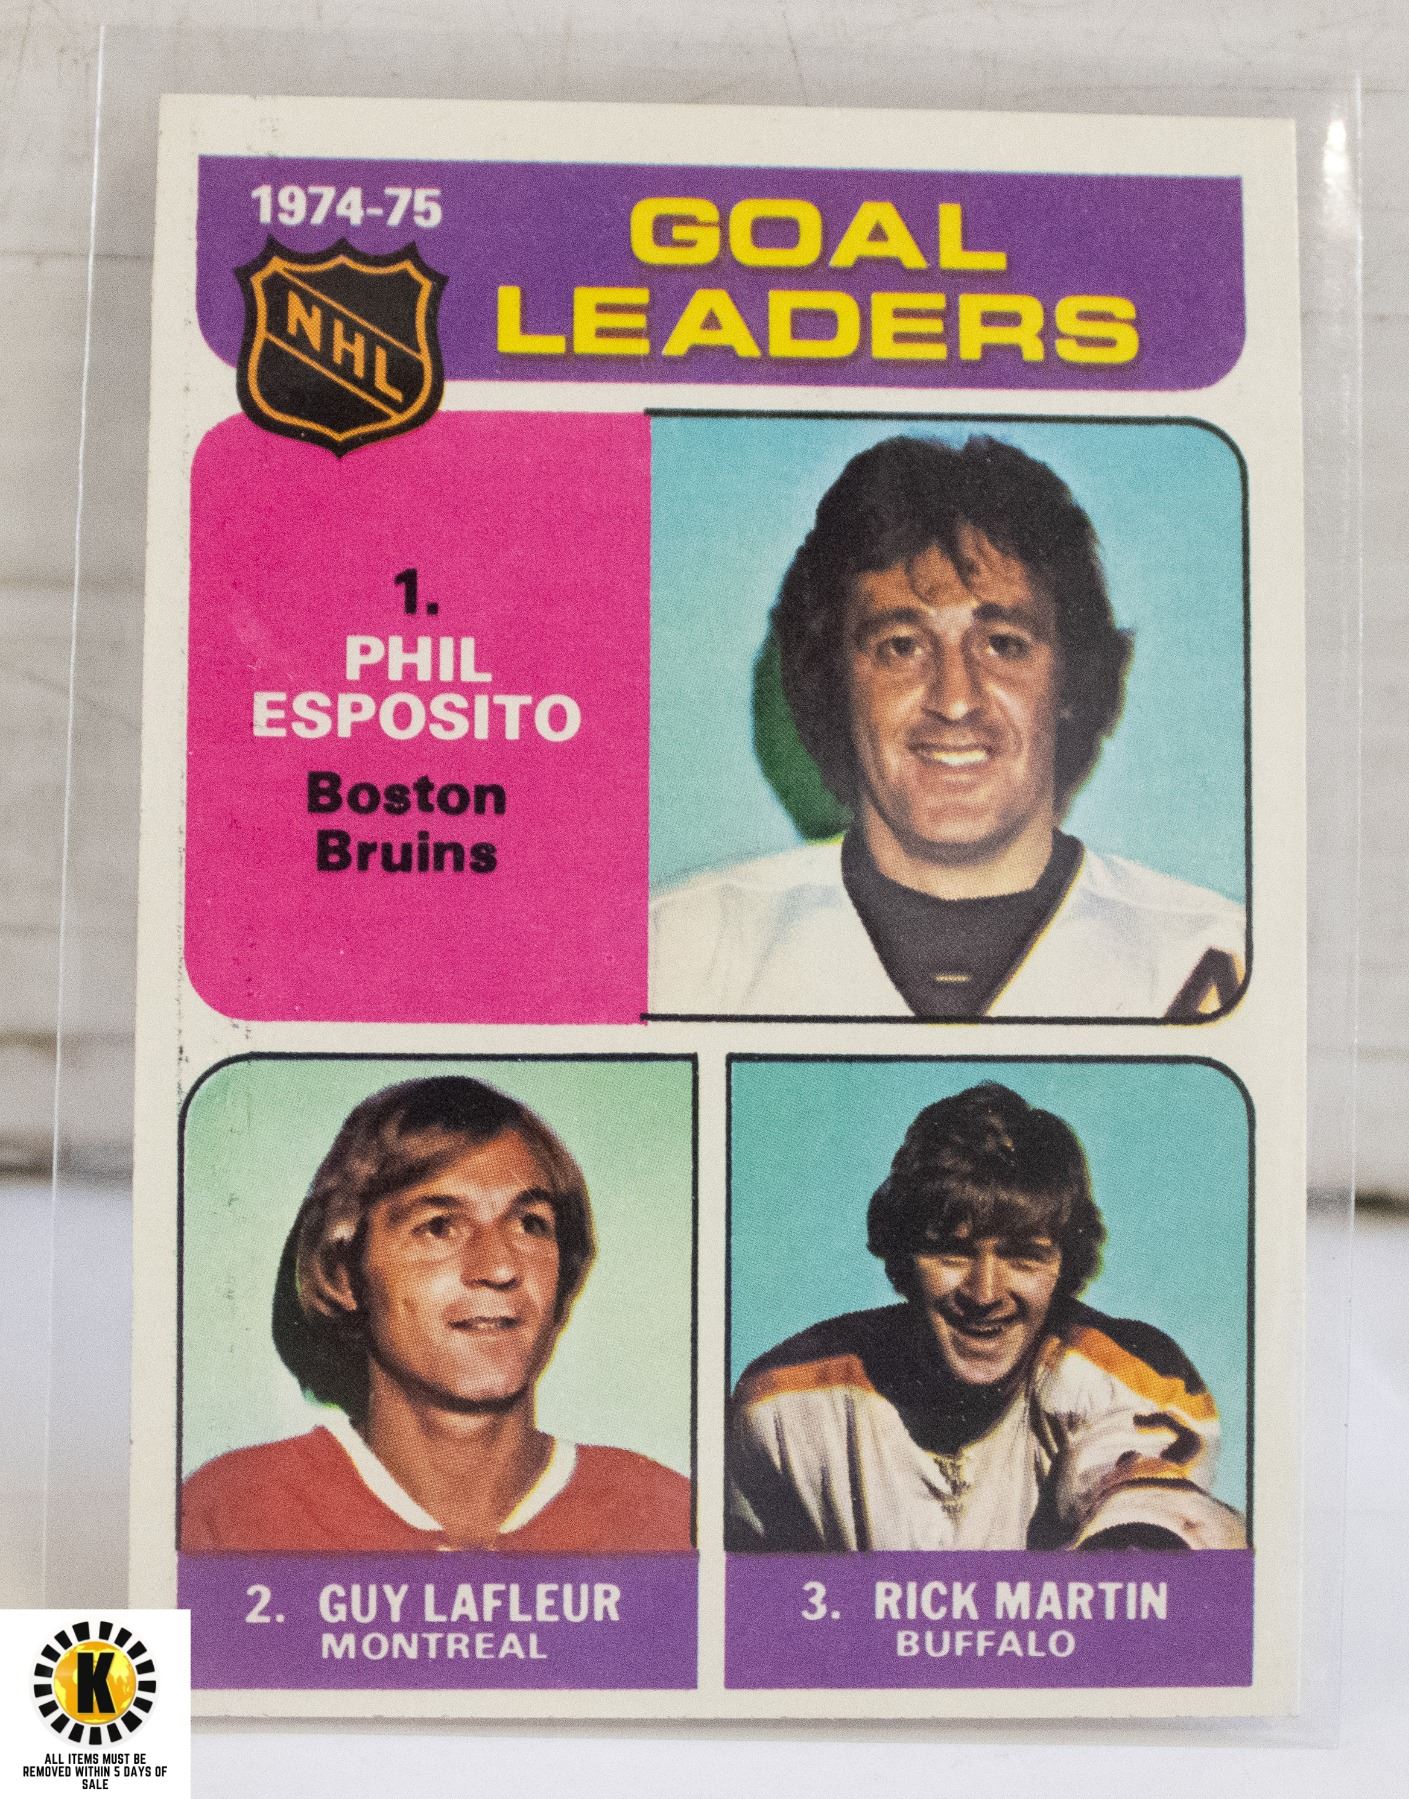 1974-75
NHL
GOAL
LEADERS
1.
PHIL
ESPOSITO
Boston
Bruins
A
2. GUY LAFLEUR
MONTREAL
3. RICK MARTIN
BUFFALO
K
ALL ITEMS MUST BE
REMOVED WITHIN 5 DAYS OF
SALE